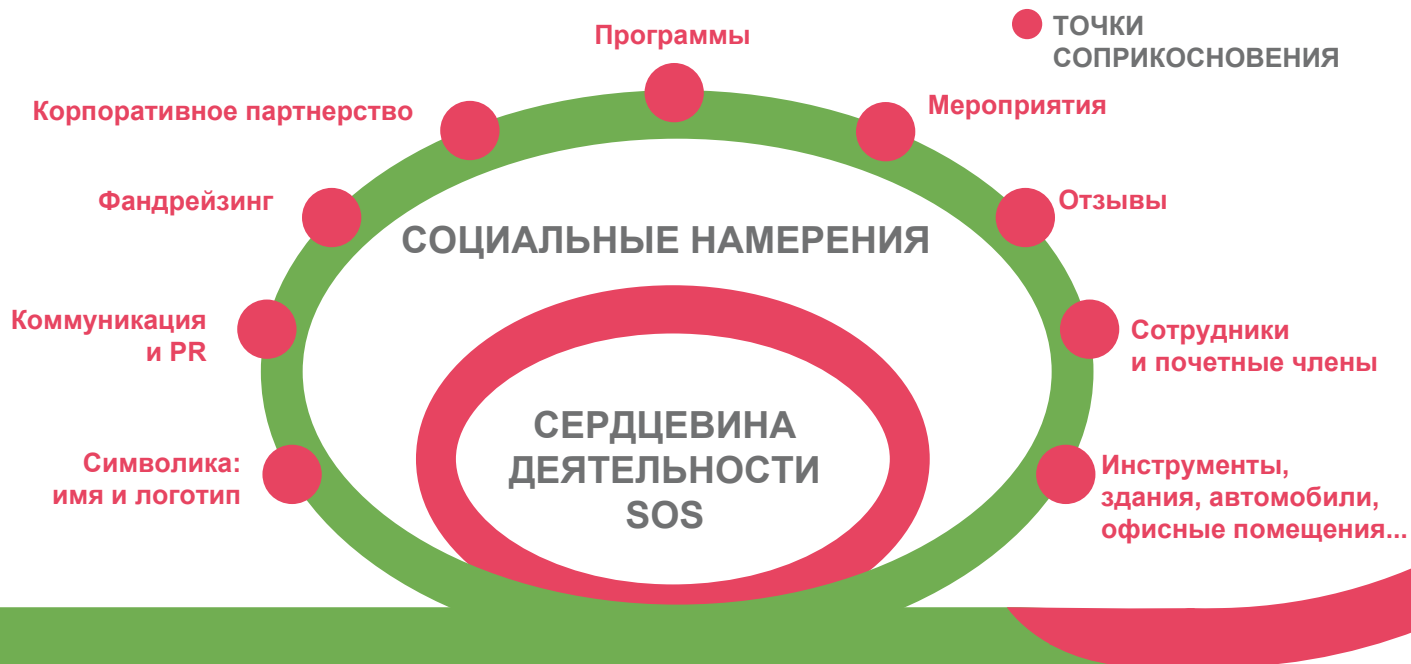 Программы
ТОЧКИ
СОПРИКОСНОВЕНИЯ
Корпоративное партнерство
Мероприятия
Фандрейзинг
Отзывы
СОЦИАЛЬНЫЕ НАМЕРЕНИЯ
Коммуникация
и PR
Сотрудники
и почетные члены
СЕРДЦЕВИНА
ДЕЯТЕЛЬНОСТИ
SOS
Символика:
имя и логотип
Инструменты,
здания, автомобили,
офисные помещения...